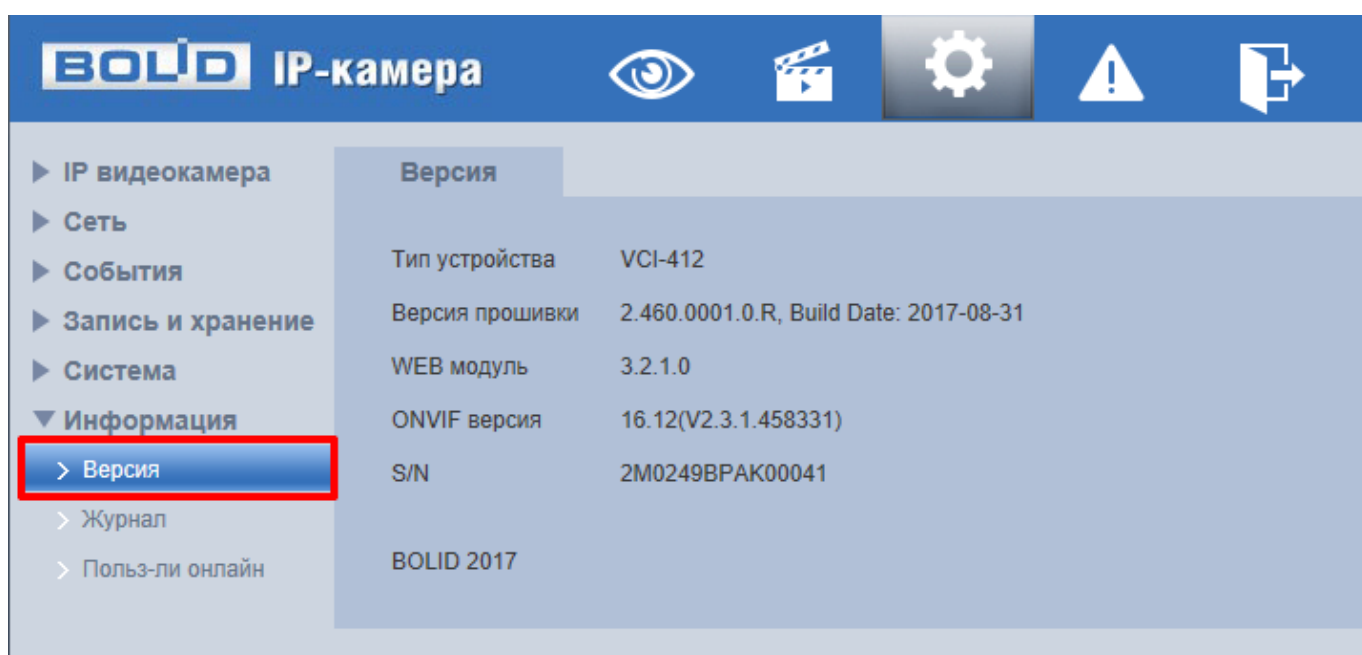 BOLID IP-камера
IP видеокамера
Сеть
События
Запись и хранение
Система
Информация
Версия
Журнал
Польз-ли онлайн
Версия
Тип устройства VCI-412
Версия прошивки 2.460.0001.0.R, Build Date: 2017-08-31
WEB модуль 3.2.1.0
ONVIF версия 16.12(V2.3.1.458331)
S/N 2M0249BPAK00041
BOLID 2017